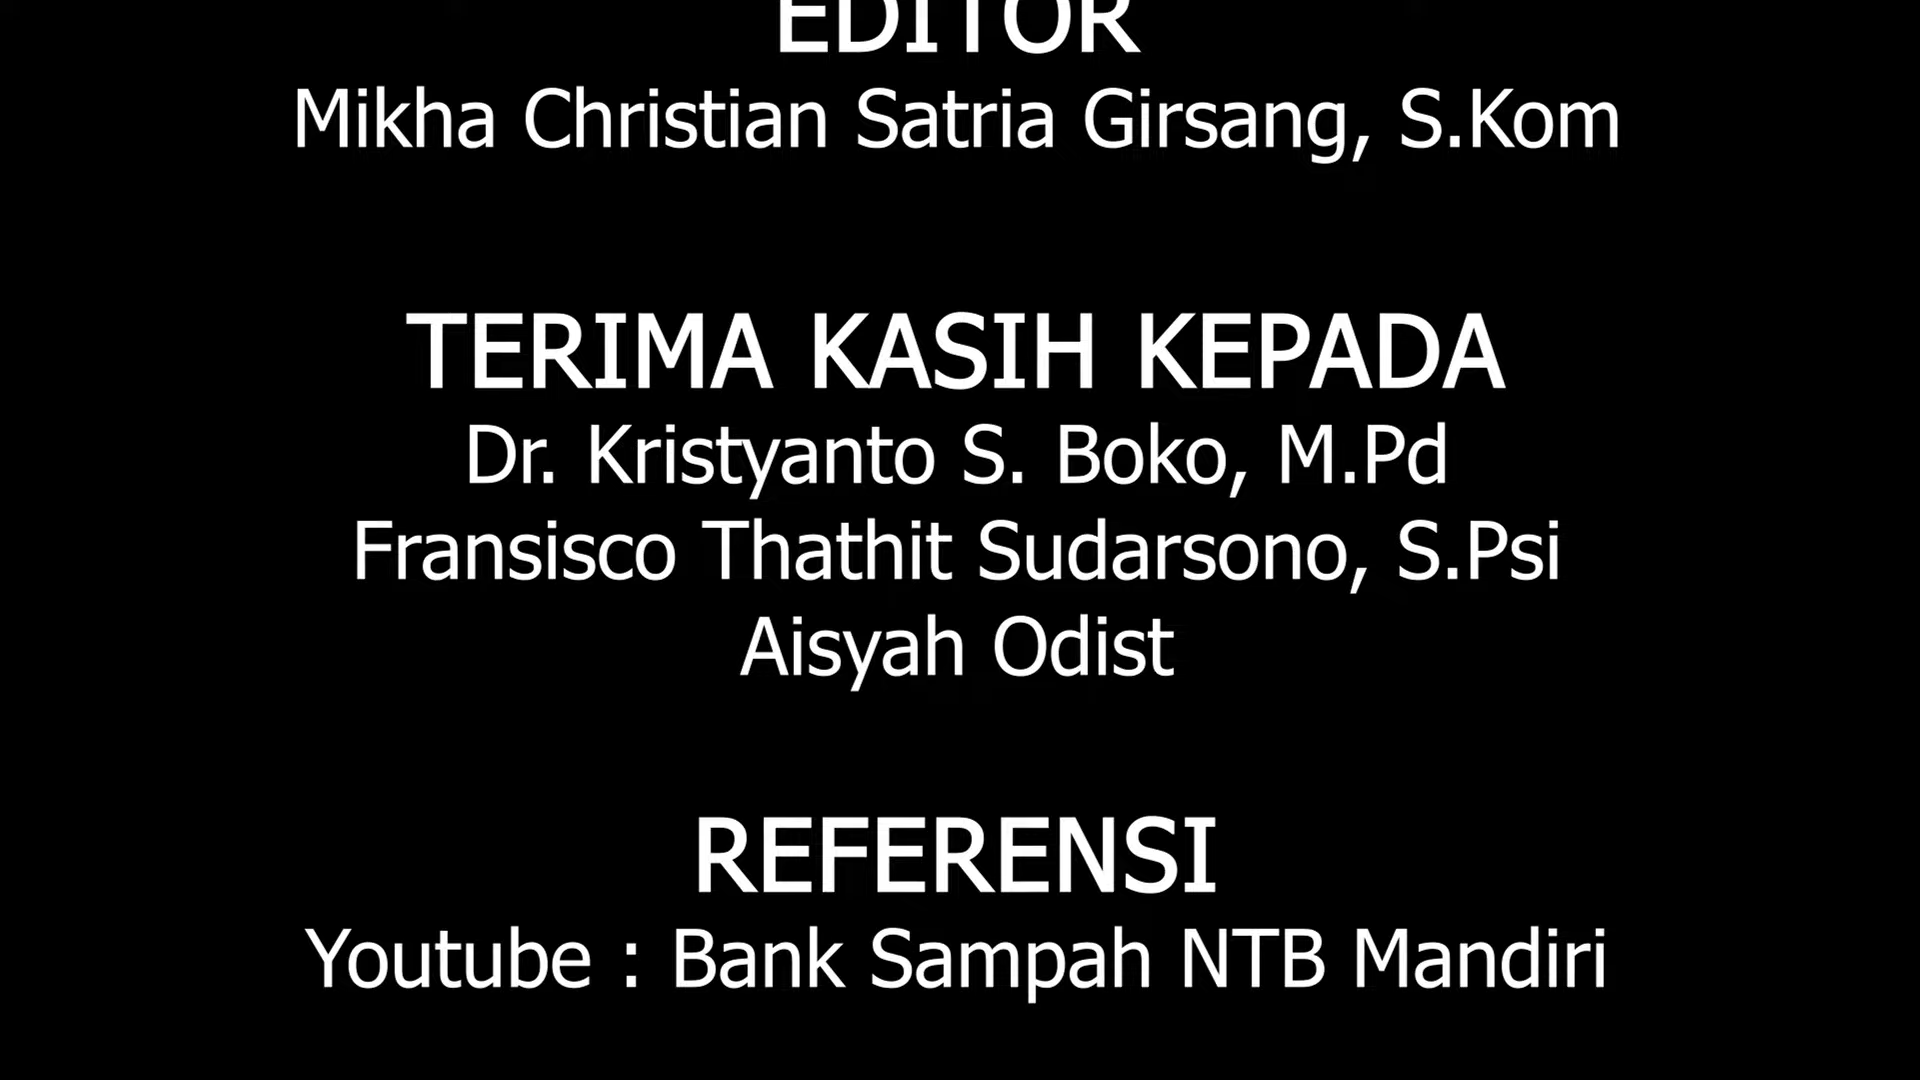 EDITOR
Mikha Christian Satria Girsang, S.Kom
TERIMA KASIH KEPADA
Dr. Kristyanto S. Boko, M.Pd
Fransisco Thathit Sudarsono, S.Psi
Aisyah Odist
REFERENSI
Youtube : Bank Sampah NTB Mandiri